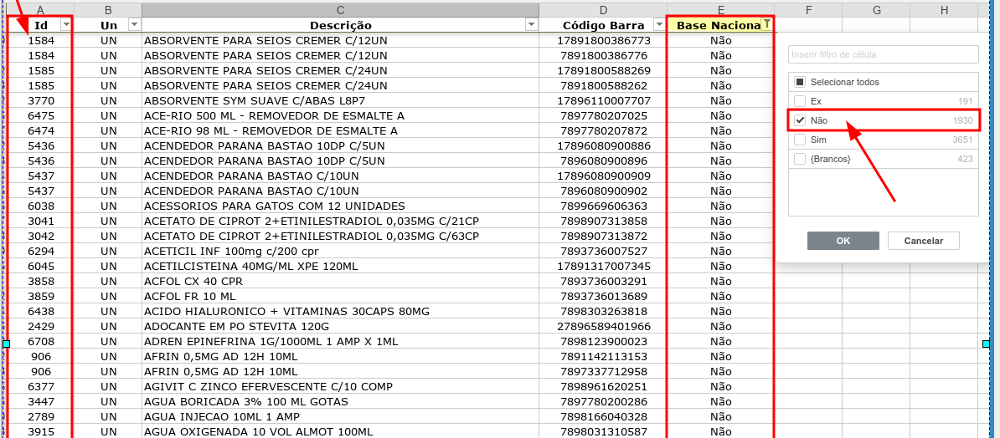 A B C D E F G H
Id Un Descrição Código Barra Base Naciona
1584 UN ABSORVENTE PARA SEIOS CREMER C/12UN 17891800386773 Não
1584 UN ABSORVENTE PARA SEIOS CREMER C/12UN 7891800386776 Não
1585 UN ABSORVENTE PARA SEIOS CREMER C/24UN 17891800588269 Não
1585 UN ABSORVENTE PARA SEIOS CREMER C/24UN 7891800588262 Não
3770 UN ABSORVENTE SYM SUAVE C/ABAS L8P7 17896110007707 Não
6475 UN ACE-RIO 500 ML - REMOVEDOR DE ESMALTE A 7897780207025 Não
6474 UN ACE-RIO 98 ML - REMOVEDOR DE ESMALTE A 7897780207872 Não
5436 UN ACENDEDOR PARANA BASTAO 10DP C/5UN 17896080900886 Não
5436 UN ACENDEDOR PARANA BASTAO 10DP C/5UN 7896080900896 Não
5437 UN ACENDEDOR PARANA BASTAO C/10UN 17896080900909 Não
5437 UN ACENDEDOR PARANA BASTAO C/10UN 7896080900902 Não
6038 UN ACESSORIOS PARA GATOS COM 12 UNIDADES 7899669606363 Não
3041 UN ACETATO DE CIPROT 2+ETINILESTRADIOL 0,035MG C/21CP 7898907313858 Não
3042 UN ACETATO DE CIPROT 2+ETINILESTRADIOL 0,035MG C/63CP 7898907313872 Não
6294 UN ACETICIL INF 100mg c/200 cpr 7893736007527 Não
6045 UN ACETILCISTEINA 40MG/ML XPE 120ML 17891317007345 Não
3858 UN ACFOL CX 40 CPR 7893736003291 Não
3859 UN ACFOL FR 10 ML 7893736013689 Não
6438 UN ACIDO HIALURONICO + VITAMINAS 30CAPS 80MG 7898303263818 Não
2429 UN ADOCANTE EM PO STEVITA 120G 27896589401966 Não
6708 UN ADREN EPINEFRINA 1G/1000ML 1 AMP X 1ML 7898123900023 Não
906 UN AFRIN 0,5MG AD 12H 10ML 7891142113153 Não
906 UN AFRIN 0,5MG AD 12H 10ML 7897337712958 Não
6377 UN AGIVIT C ZINCO EFERVESCENTE C/10 COMP 7898961620251 Não
3447 UN AGUA BORICADA 3% 100 ML GOTAS 7897780200286 Não
2789 UN AGUA INJECAO 10ML 1 AMP 7898166040328 Não
3915 UN AGUA OXIGENADA 10 VOL ALMOT 100ML 7898031310587 Não
Inserir filtro de célula
Selecionar todos
Ex 191
Não 1930
Sim 3651
{Brancos} 423
OK Cancelar